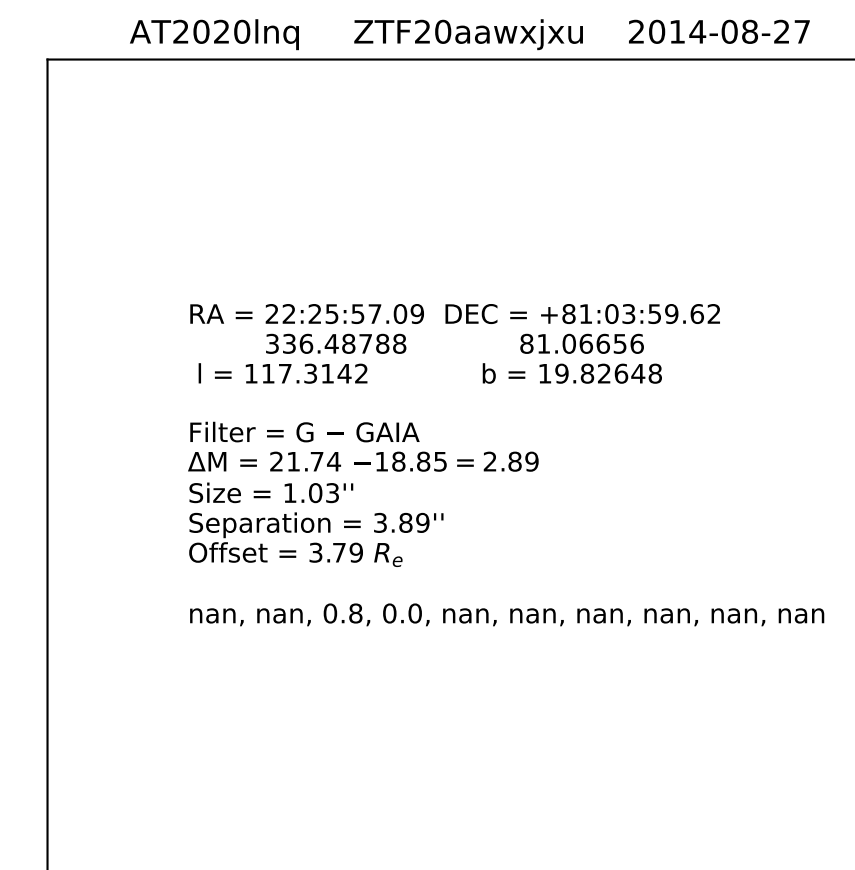 AT2020lnq ZTF20aawxjxu 2014-08-27
RA = 22:25:57.09 DEC = +81:03:59.62
336.48788 81.06656
l = 117.3142 b = 19.82648
Filter = G − GAIA
ΔM = 21.74 −18.85 = 2.89
Size = 1.03''
Separation = 3.89''
Offset = 3.79 Rₑ
nan, nan, 0.8, 0.0, nan, nan, nan, nan, nan, nan